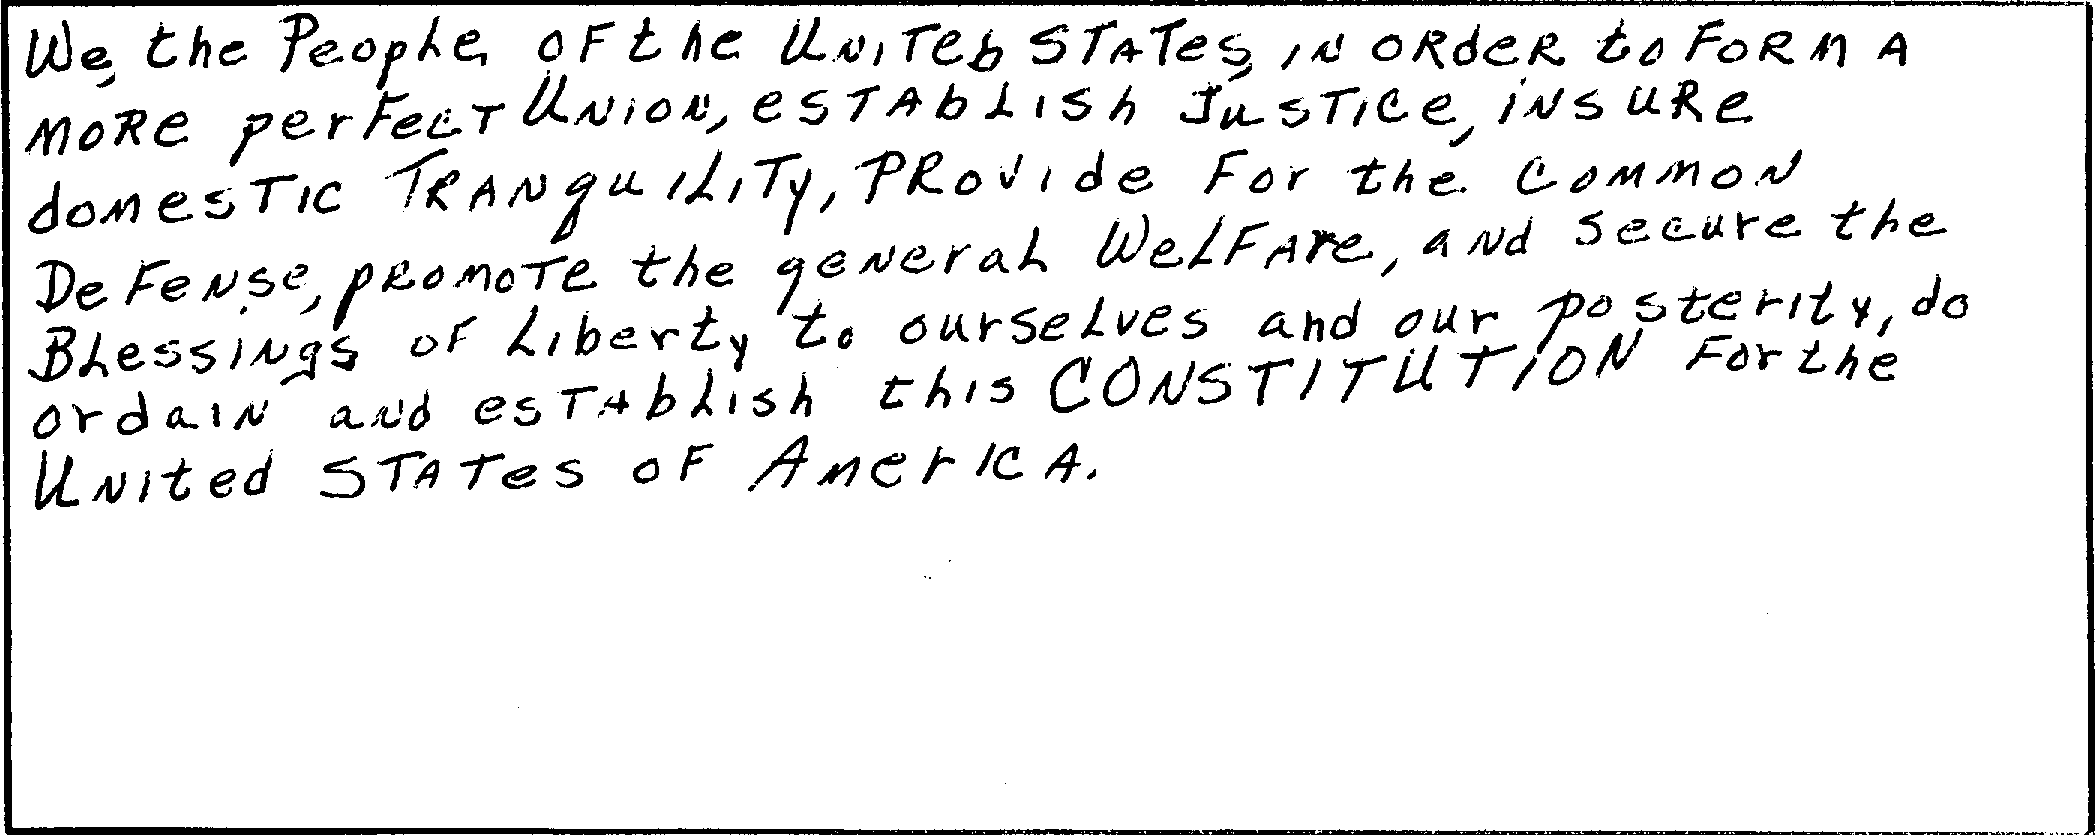 We, the People of the United States, in order to form a
more perfect Union, establish Justice, insure
domestic Tranquility, provide for the common
Defense, promote the general Welfare, and secure the
Blessings of Liberty to ourselves and our posterity, do
ordain and establish this CONSTITUTION for the
United States of America.